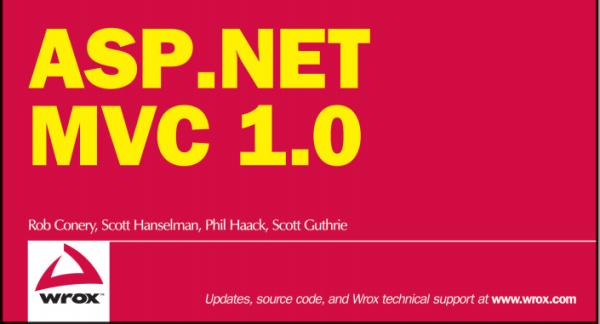 ASP.NET
MVC 1.0
Rob Conery, Scott Hanselman, Phil Haack, Scott Guthrie
wrox™
Updates, source code, and Wrox technical support at www.wrox.com